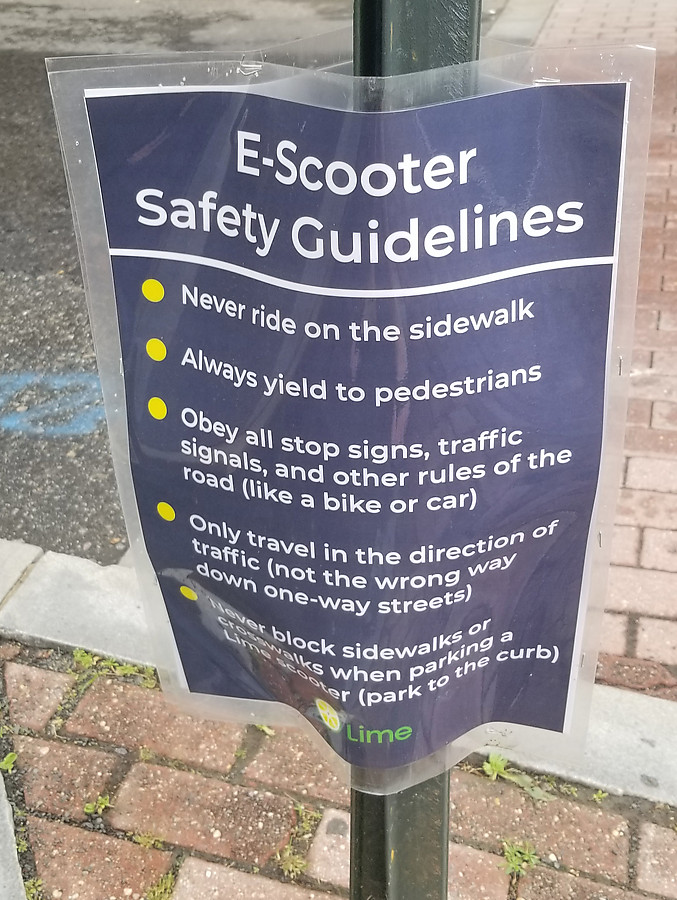 E-Scooter
Safety Guidelines
Never ride on the sidewalk
Always yield to pedestrians
Obey all stop signs, traffic
signals, and other rules of the
road (like a bike or car)
Only travel in the direction of
traffic (not the wrong way
down one-way streets)
Never block sidewalks or
crosswalks when parking a
Lime scooter (park to the curb)
Lime